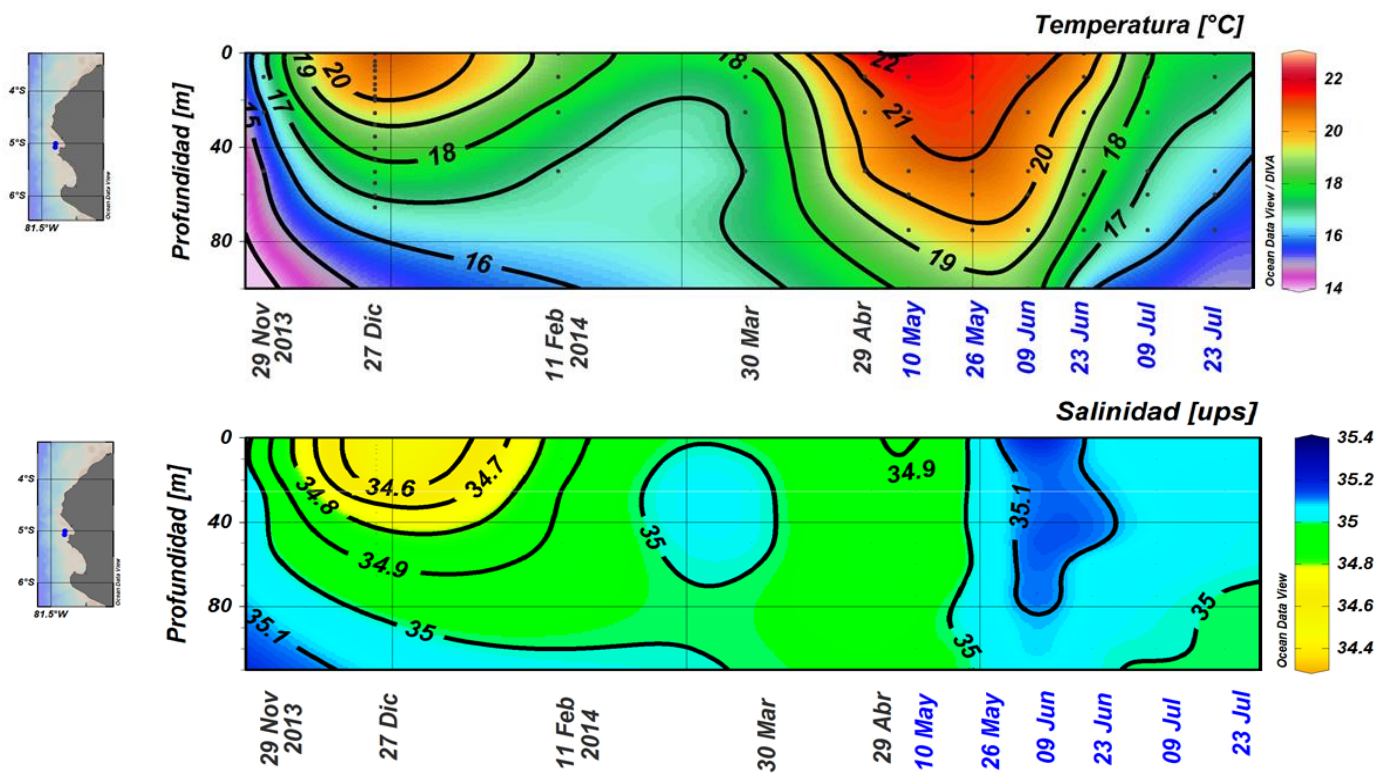 Temperatura [°C]
4°S
5°S
6°S
81.5°W
Ocean Data View
Profundidad [m]
0
40
80
15
17
19
20
18
16
18
22
21
20
19
18
17
Ocean Data View / DIVA
22
20
18
16
14
29 Nov
2013
27 Dic
11 Feb
2014
30 Mar
29 Abr
10 May
26 May
09 Jun
23 Jun
09 Jul
23 Jul
Salinidad [ups]
4°S
5°S
6°S
81.5°W
Ocean Data View
Profundidad [m]
0
40
80
34.6
34.7
34.8
34.9
35
35.1
35
34.9
35
35.1
35
Ocean Data View
35.4
35.2
35
34.8
34.6
34.4
29 Nov
2013
27 Dic
11 Feb
2014
30 Mar
29 Abr
10 May
26 May
09 Jun
23 Jun
09 Jul
23 Jul